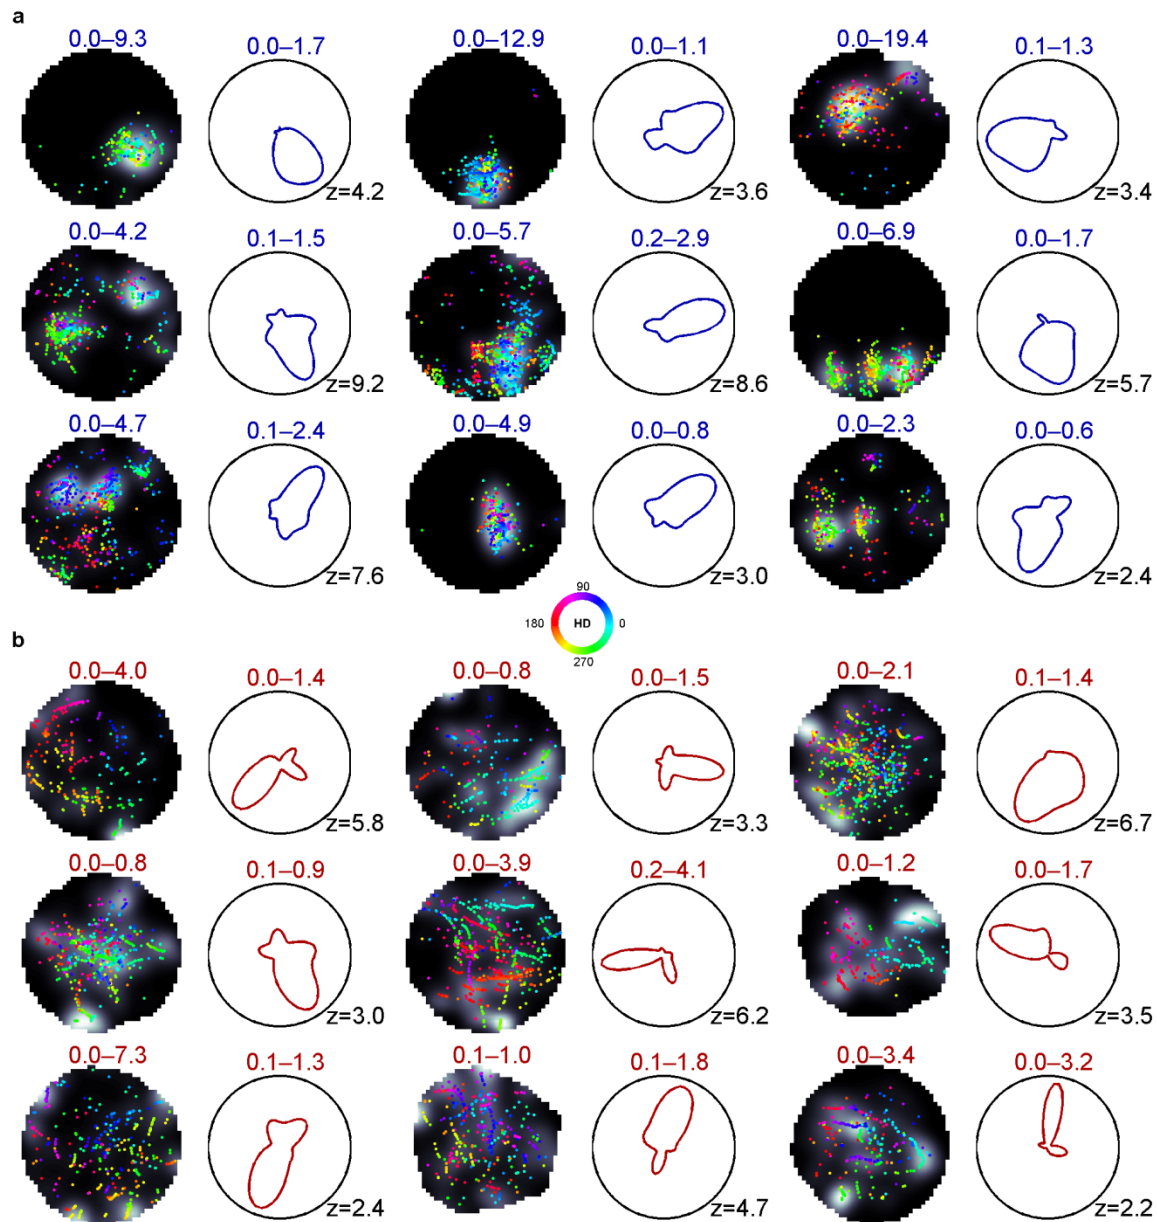 a
0.0–9.3 0.0–1.7 0.0–12.9 0.0–1.1 0.0–19.4 0.1–1.3
z=4.2 z=3.6 z=3.4
0.0–4.2 0.1–1.5 0.0–5.7 0.2–2.9 0.0–6.9 0.0–1.7
z=9.2 z=8.6 z=5.7
0.0–4.7 0.1–2.4 0.0–4.9 0.0–0.8 0.0–2.3 0.0–0.6
z=7.6 z=3.0 z=2.4
90
180 HD 0
270
b
0.0–4.0 0.0–1.4 0.0–0.8 0.0–1.5 0.0–2.1 0.1–1.4
z=5.8 z=3.3 z=6.7
0.0–0.8 0.1–0.9 0.0–3.9 0.2–4.1 0.0–1.2 0.0–1.7
z=3.0 z=6.2 z=3.5
0.0–7.3 0.1–1.3 0.1–1.0 0.1–1.8 0.0–3.4 0.0–3.2
z=2.4 z=4.7 z=2.2